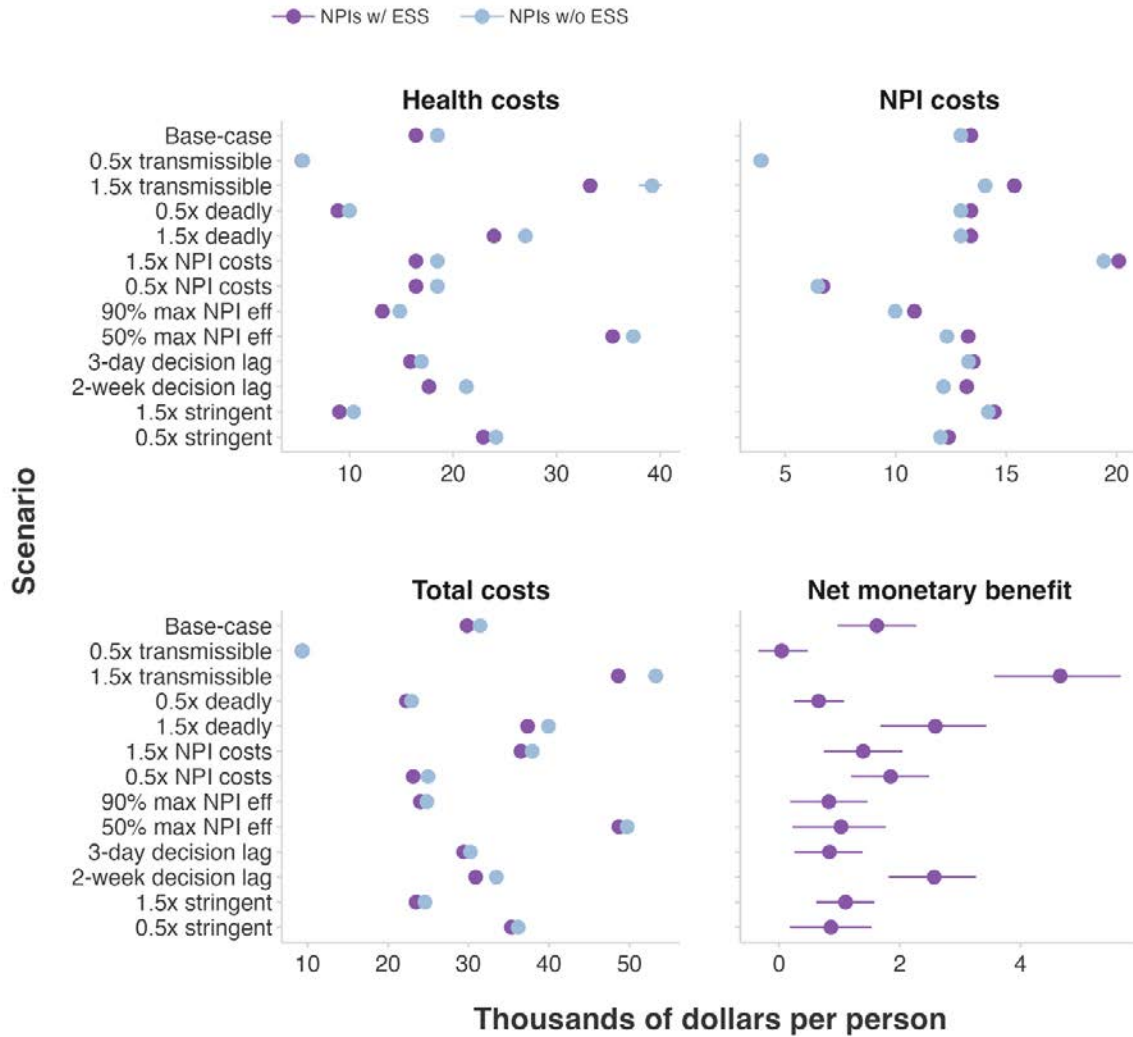 NPIs w/ ESS NPIs w/o ESS
Health costs
NPI costs
Base-case
0.5x transmissible
1.5x transmissible
0.5x deadly
1.5x deadly
1.5x NPI costs
0.5x NPI costs
90% max NPI eff
50% max NPI eff
3-day decision lag
2-week decision lag
1.5x stringent
0.5x stringent
10 20 30 40
5 10 15 20
Scenario
Total costs
Net monetary benefit
Base-case
0.5x transmissible
1.5x transmissible
0.5x deadly
1.5x deadly
1.5x NPI costs
0.5x NPI costs
90% max NPI eff
50% max NPI eff
3-day decision lag
2-week decision lag
1.5x stringent
0.5x stringent
10 20 30 40 50
0 2 4
Thousands of dollars per person